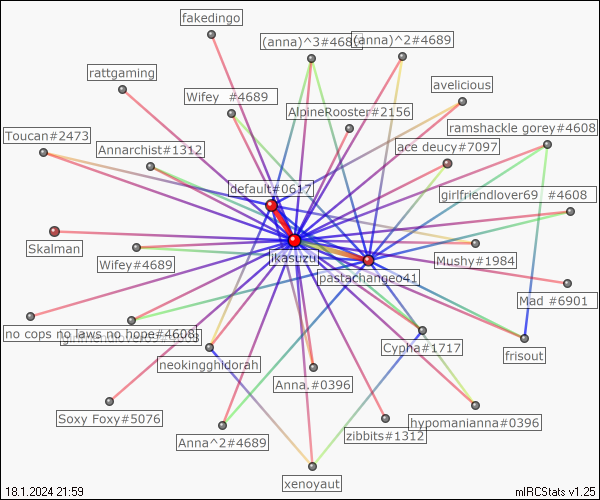 fakedingo
(anna)^3#468
(anna)^2#4689
rattgaming
avelicious
Wifey #4689
AlpineRooster#2156
ramshackle gorey#4608
Toucan#2473
Annarchist#1312
ace deucy#7097
default#0617
girlfriendlover69 #4608
Skalman
ikasuzu
Wifey#4689
pastachangeo41
Mushy#1984
Mad #6901
no cops no laws no hope#4608
Cypha#1717
frisout
neokingghidorah
Anna.#0396
Soxy Foxy#5076
hypomanianna#0396
Anna^2#4689
zibbits#1312
xenoyaut
18.1.2024 21:59
mIRCStats v1.25